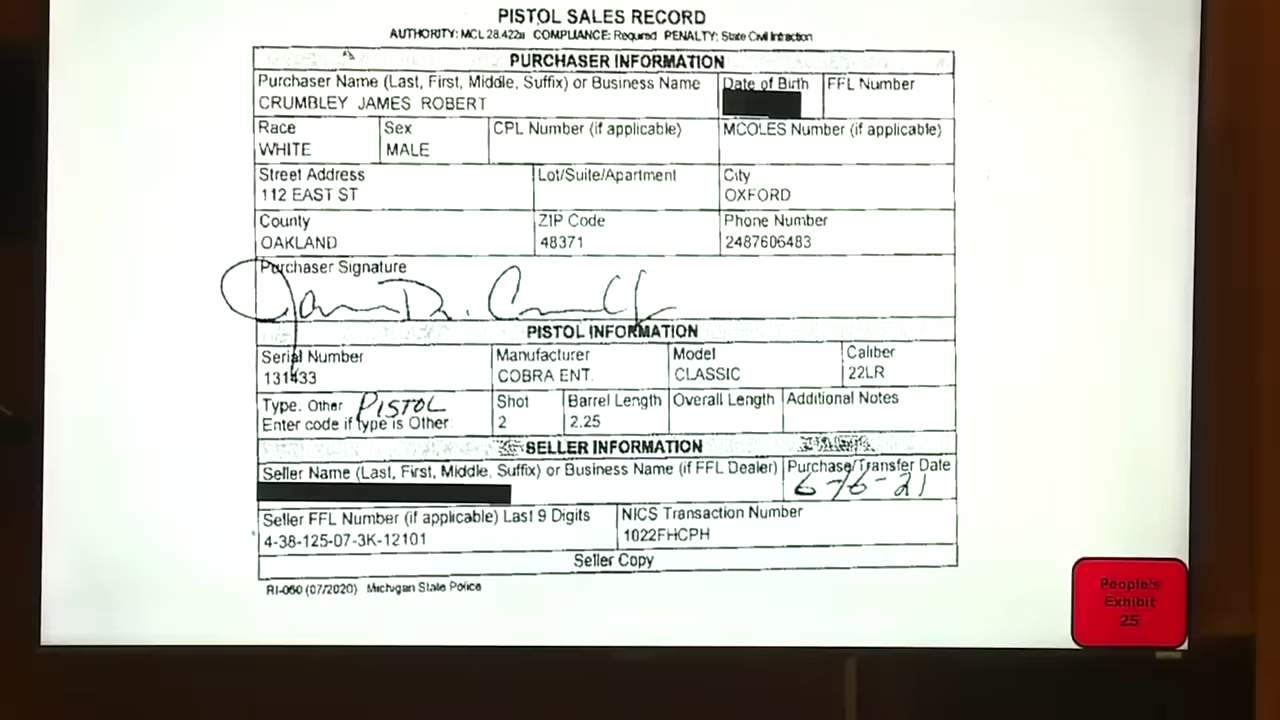 PISTOL SALES RECORD
AUTHORITY: MCL 28.422a COMPLIANCE: Required PENALTY: State Civil Infraction
PURCHASER INFORMATION
Purchaser Name (Last, First, Middle, Suffix) or Business Name
CRUMBLEY JAMES ROBERT
Date of Birth
FFL Number
Race
WHITE
Sex
MALE
CPL Number (if applicable)
MCOLES Number (if applicable)
Street Address
112 EAST ST
Lot/Suite/Apartment
City
OXFORD
County
OAKLAND
ZIP Code
48371
Phone Number
2487606483
Purchaser Signature
PISTOL INFORMATION
Serial Number
131433
Manufacturer
COBRA ENT.
Model
CLASSIC
Caliber
22LR
Type. Other PISTOL
Enter code if type is Other:
Shot
2
Barrel Length
2.25
Overall Length
Additional Notes
SELLER INFORMATION
Seller Name (Last, First, Middle, Suffix) or Business Name (if FFL Dealer)
Purchase/Transfer Date
6-16-21
Seller FFL Number (if applicable) Last 9 Digits
4-38-125-07-3K-12101
NICS Transaction Number
1022FHCPH
Seller Copy
RI-060 (07/2020) Michigan State Police
People's
Exhibit
25